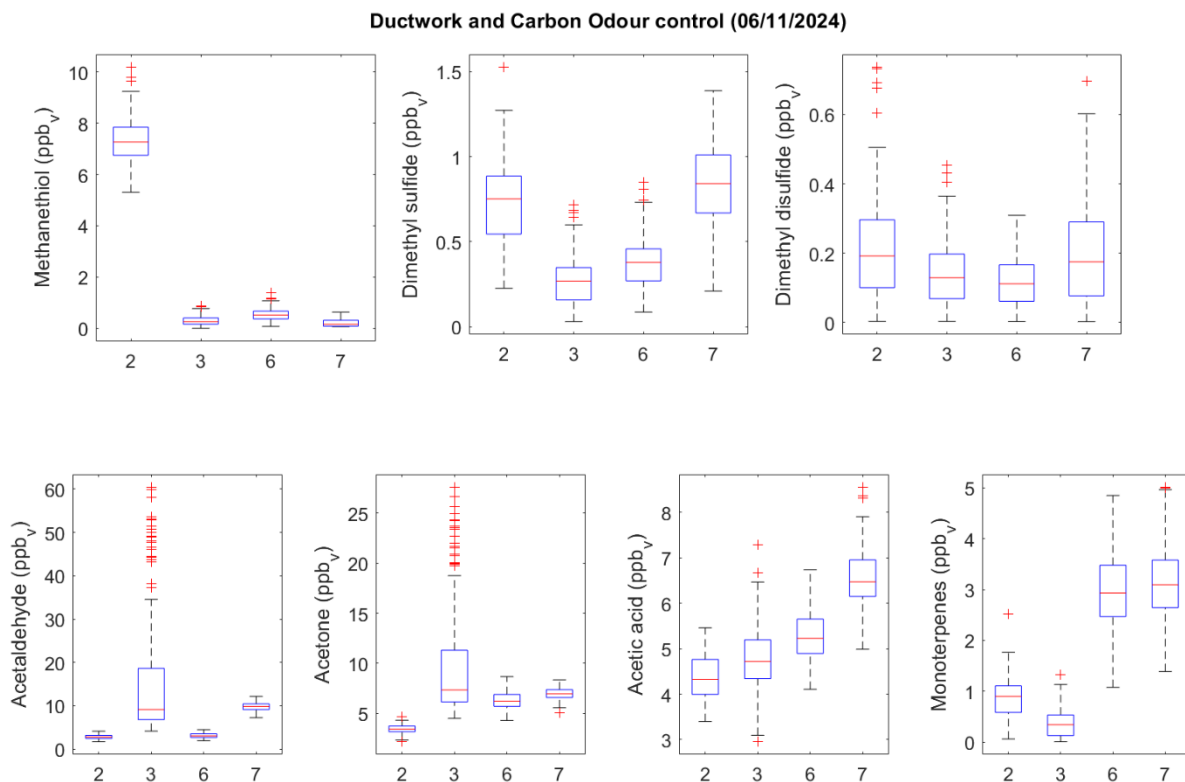 Ductwork and Carbon Odour control (06/11/2024)
Methanethiol (ppbv)
10
8
6
4
2
0
2 3 6 7
Dimethyl sulfide (ppbv)
1.5
1
0.5
0
2 3 6 7
Dimethyl disulfide (ppbv)
0.6
0.4
0.2
0
2 3 6 7
Acetaldehyde (ppbv)
60
50
40
30
20
10
0
2 3 6 7
Acetone (ppbv)
25
20
15
10
5
2 3 6 7
Acetic acid (ppbv)
8
7
6
5
4
3
2 3 6 7
Monoterpenes (ppbv)
5
4
3
2
1
0
2 3 6 7